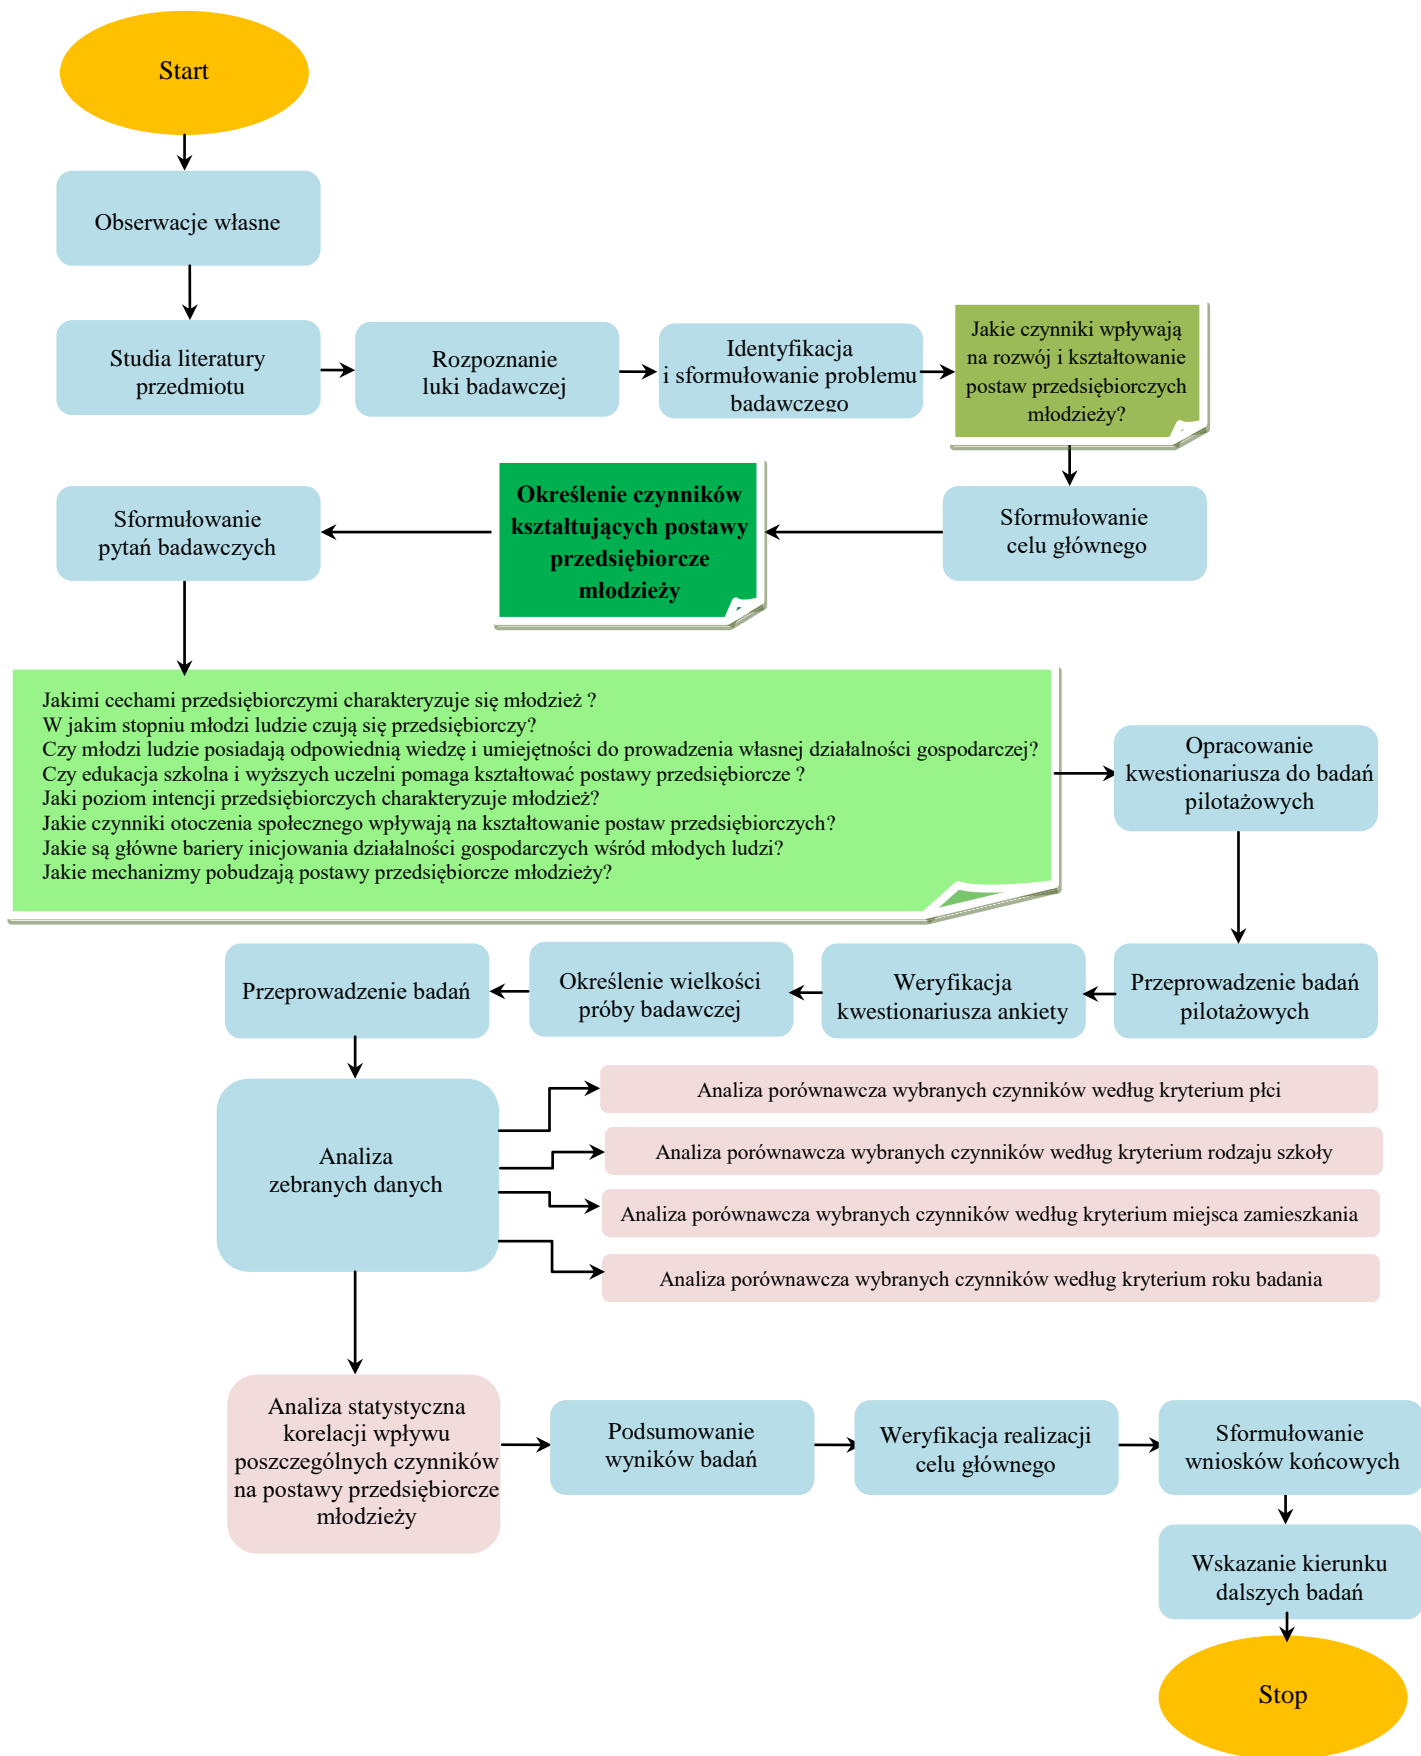 Start
Obserwacje własne
Studia literatury
przedmiotu
Rozpoznanie
luki badawczej
Identyfikacja
i sformułowanie problemu
badawczego
Jakie czynniki wpływają
na rozwój i kształtowanie
postaw przedsiębiorczych
młodzieży?
Sformułowanie
celu głównego
Określenie czynników
kształtujących postawy
przedsiębiorcze
młodzieży
Sformułowanie
pytań badawczych
Jakimi cechami przedsiębiorczymi charakteryzuje się młodzież ?
W jakim stopniu młodzi ludzie czują się przedsiębiorczy?
Czy młodzi ludzie posiadają odpowiednią wiedzę i umiejętności do prowadzenia własnej działalności gospodarczej?
Czy edukacja szkolna i wyższych uczelni pomaga kształtować postawy przedsiębiorcze ?
Jaki poziom intencji przedsiębiorczych charakteryzuje młodzież?
Jakie czynniki otoczenia społecznego wpływają na kształtowanie postaw przedsiębiorczych?
Jakie są główne bariery inicjowania działalności gospodarczych wśród młodych ludzi?
Jakie mechanizmy pobudzają postawy przedsiębiorcze młodzieży?
Opracowanie
kwestionariusza do badań
pilotażowych
Przeprowadzenie badań
pilotażowych
Weryfikacja
kwestionariusza ankiety
Określenie wielkości
próby badawczej
Przeprowadzenie badań
Analiza
zebranych danych
Analiza porównawcza wybranych czynników według kryterium płci
Analiza porównawcza wybranych czynników według kryterium rodzaju szkoły
Analiza porównawcza wybranych czynników według kryterium miejsca zamieszkania
Analiza porównawcza wybranych czynników według kryterium roku badania
Analiza statystyczna
korelacji wpływu
poszczególnych czynników
na postawy przedsiębiorcze
młodzieży
Podsumowanie
wyników badań
Weryfikacja realizacji
celu głównego
Sformułowanie
wniosków końcowych
Wskazanie kierunku
dalszych badań
Stop